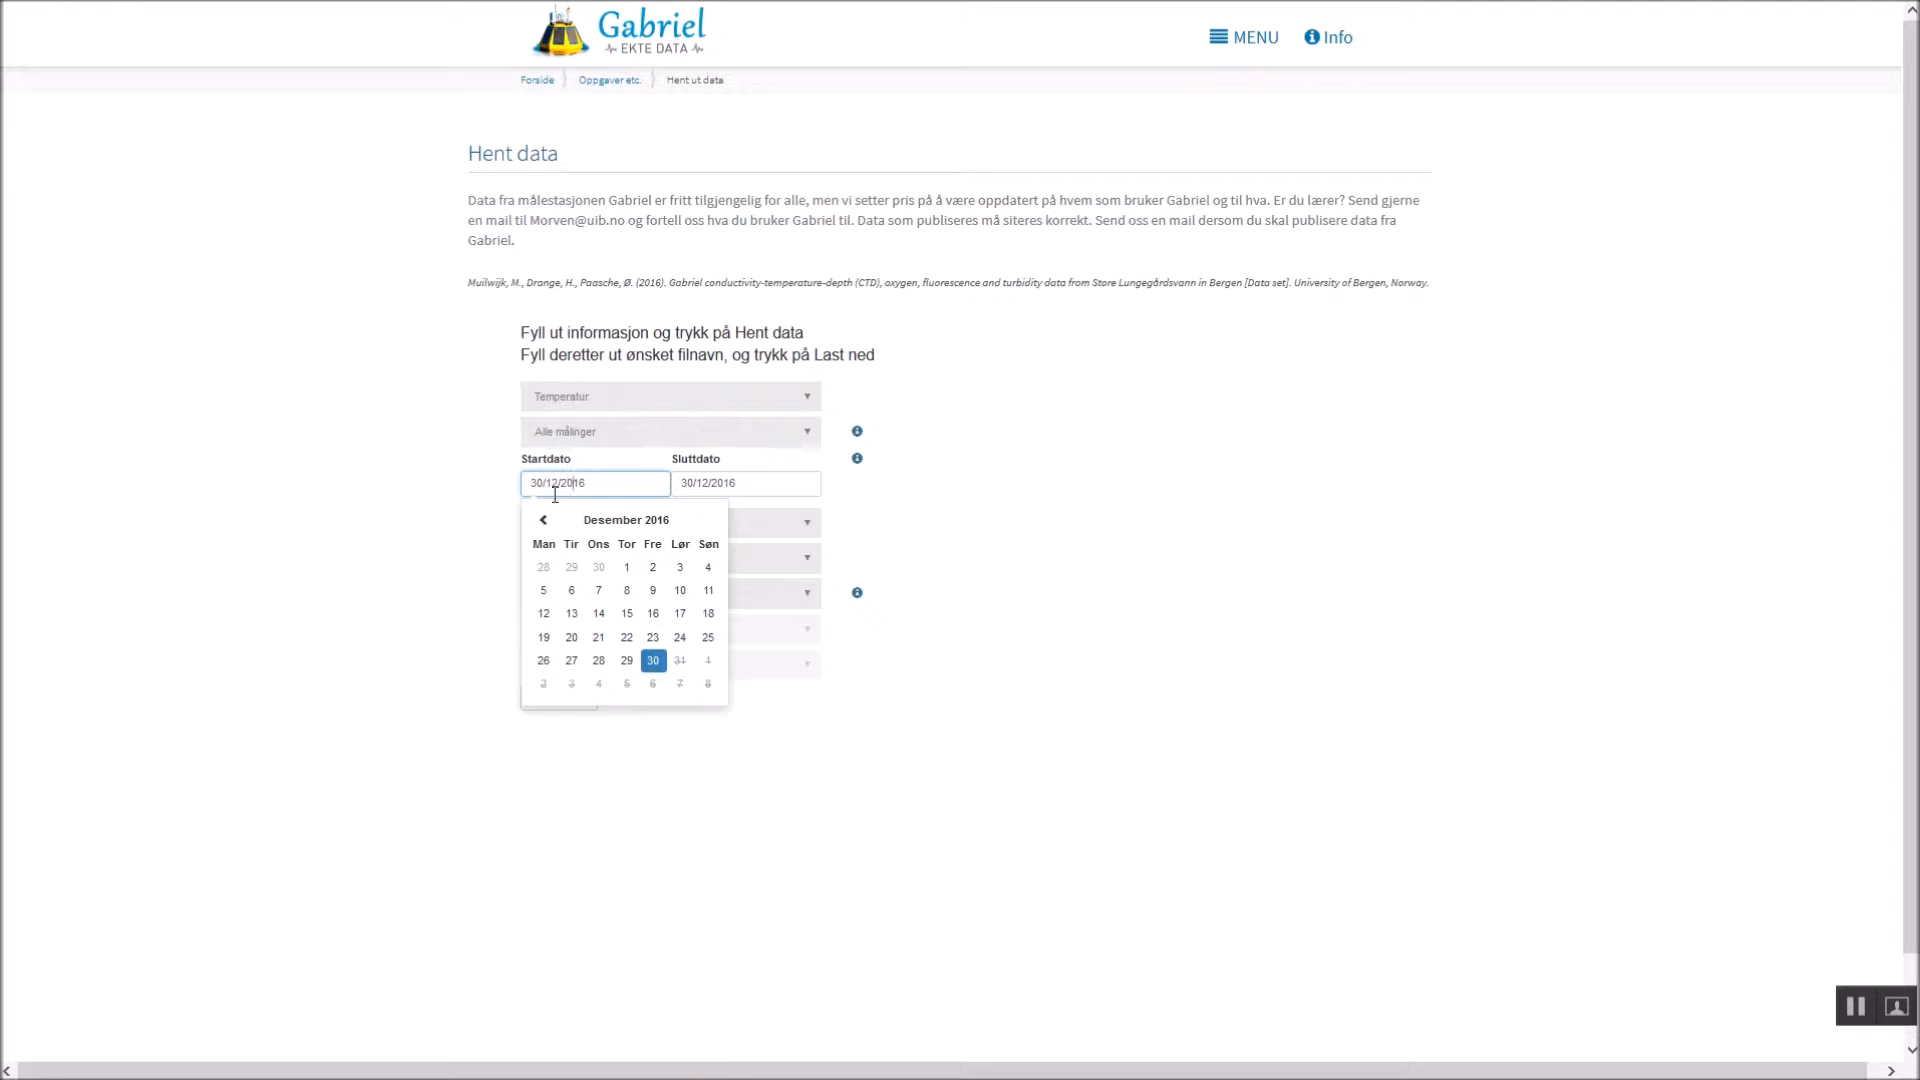 Gabriel
EKTE DATA
MENU
Info
Forside
Oppgaver etc.
Hent ut data
Hent data
Data fra målestasjonen Gabriel er fritt tilgjengelig for alle, men vi setter pris på å være oppdatert på hvem som bruker Gabriel og til hva. Er du lærer? Send gjerne
en mail til Morven@uib.no og fortell oss hva du bruker Gabriel til. Data som publiseres må siteres korrekt. Send oss en mail dersom du skal publisere data fra
Gabriel.
Muilwijk, M., Drange, H., Paasche, Ø. (2016). Gabriel conductivity-temperature-depth (CTD), oxygen, fluorescence and turbidity data from Store Lungegårdsvann in Bergen [Data set]. University of Bergen, Norway.
Fyll ut informasjon og trykk på Hent data
Fyll deretter ut ønsket filnavn, og trykk på Last ned
Temperatur
Alle målinger
Startdato Sluttdato
30/12/2016 30/12/2016
Desember 2016
Man Tir Ons Tor Fre Lør Søn
28 29 30 1 2 3 4
5 6 7 8 9 10 11
12 13 14 15 16 17 18
19 20 21 22 23 24 25
26 27 28 29 30 31 1
2 3 4 5 6 7 8